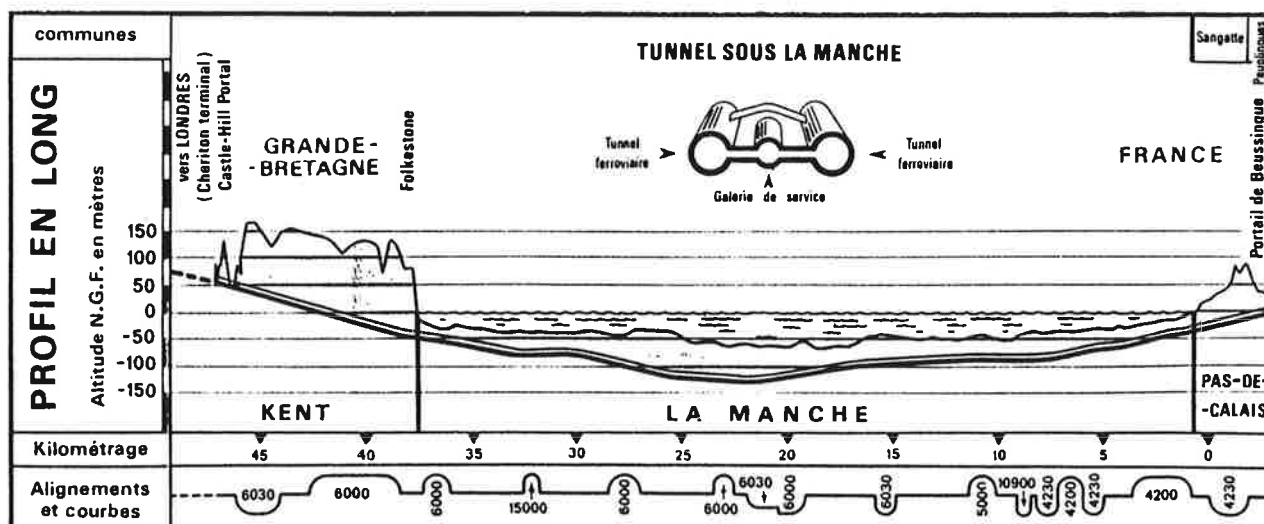 communes
PROFIL EN LONG
Altitude N.G.F. en mètres
150
100
50
0
-50
-100
-150
vers LONDRES
(Cheriton terminal)
Castle-Hill Portal
GRANDE-
-BRETAGNE
Folkestone
TUNNEL SOUS LA MANCHE
Tunnel
ferroviaire
Tunnel
ferroviaire
Galerie de service
FRANCE
Sangatte
Peuplingues
Portail de Beussingue
KENT
LA MANCHE
PAS-DE-
-CALAIS
Kilométrage
45 40 35 30 25 20 15 10 5 0
Alignements
et courbes
6030 6000 6000 15000 6000 6000 6030 6000 6030 5000 10900 4230 4200 4230 4200 4230